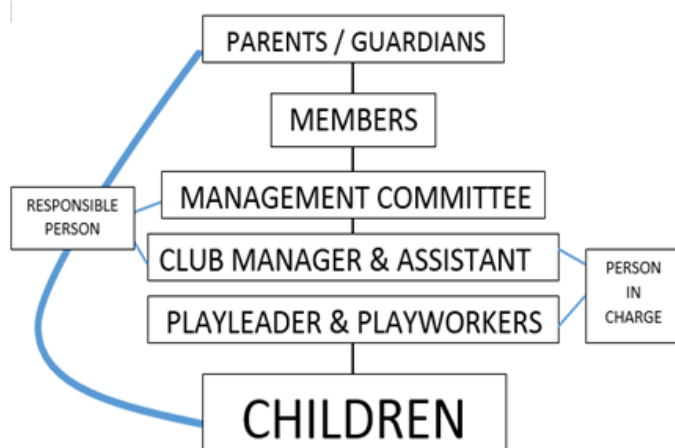 PARENTS / GUARDIANS
MEMBERS
MANAGEMENT COMMITTEE
RESPONSIBLE
PERSON
CLUB MANAGER & ASSISTANT
PERSON
IN
CHARGE
PLAYLEADER & PLAYWORKERS
CHILDREN